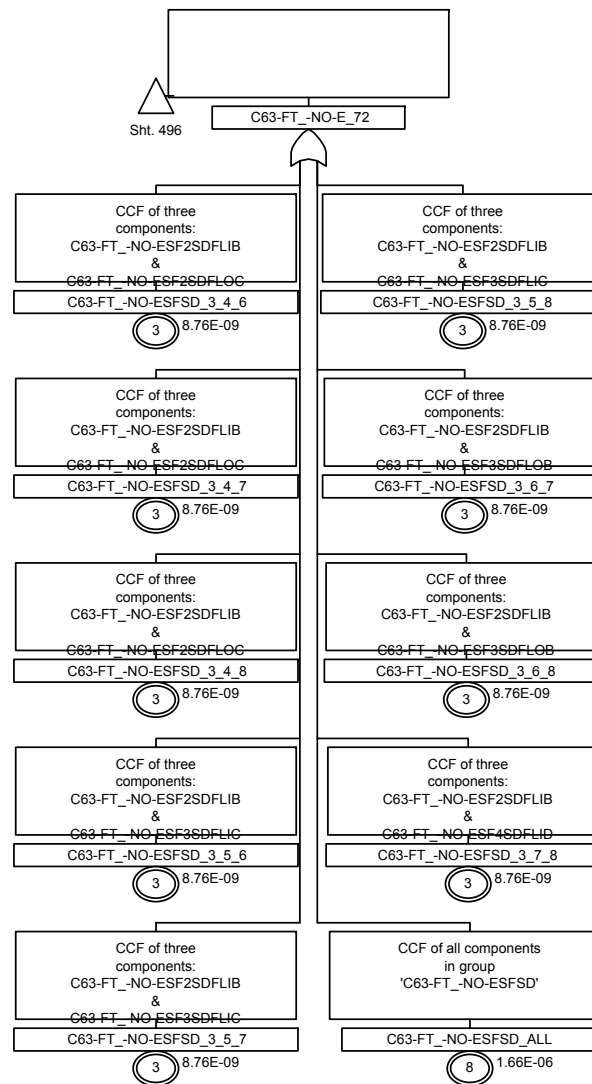 Sht. 496
C63-FT_-NO-E_72
CCF of three
components:
C63-FT_-NO-ESF2SDFLIB
&
C63-FT_-NO-ESF2SDFLOC
C63-FT_-NO-ESFSD_3_4_6
3
8.76E-09
CCF of three
components:
C63-FT_-NO-ESF2SDFLIB
&
C63-FT_-NO-ESF3SDFLIC
C63-FT_-NO-ESFSD_3_5_8
3
8.76E-09
CCF of three
components:
C63-FT_-NO-ESF2SDFLIB
&
C63-FT_-NO-ESF2SDFLOC
C63-FT_-NO-ESFSD_3_4_7
3
8.76E-09
CCF of three
components:
C63-FT_-NO-ESF2SDFLIB
&
C63-FT_-NO-ESF3SDFLOB
C63-FT_-NO-ESFSD_3_6_7
3
8.76E-09
CCF of three
components:
C63-FT_-NO-ESF2SDFLIB
&
C63-FT_-NO-ESF2SDFLOC
C63-FT_-NO-ESFSD_3_4_8
3
8.76E-09
CCF of three
components:
C63-FT_-NO-ESF2SDFLIB
&
C63-FT_-NO-ESF3SDFLOB
C63-FT_-NO-ESFSD_3_6_8
3
8.76E-09
CCF of three
components:
C63-FT_-NO-ESF2SDFLIB
&
C63-FT_-NO-ESF3SDFLIC
C63-FT_-NO-ESFSD_3_5_6
3
8.76E-09
CCF of three
components:
C63-FT_-NO-ESF2SDFLIB
&
C63-FT_-NO-ESF4SDFLID
C63-FT_-NO-ESFSD_3_7_8
3
8.76E-09
CCF of three
components:
C63-FT_-NO-ESF2SDFLIB
&
C63-FT_-NO-ESF3SDFLIC
C63-FT_-NO-ESFSD_3_5_7
3
8.76E-09
CCF of all components
in group
'C63-FT_-NO-ESFSD'
C63-FT_-NO-ESFSD_ALL
8
1.66E-06